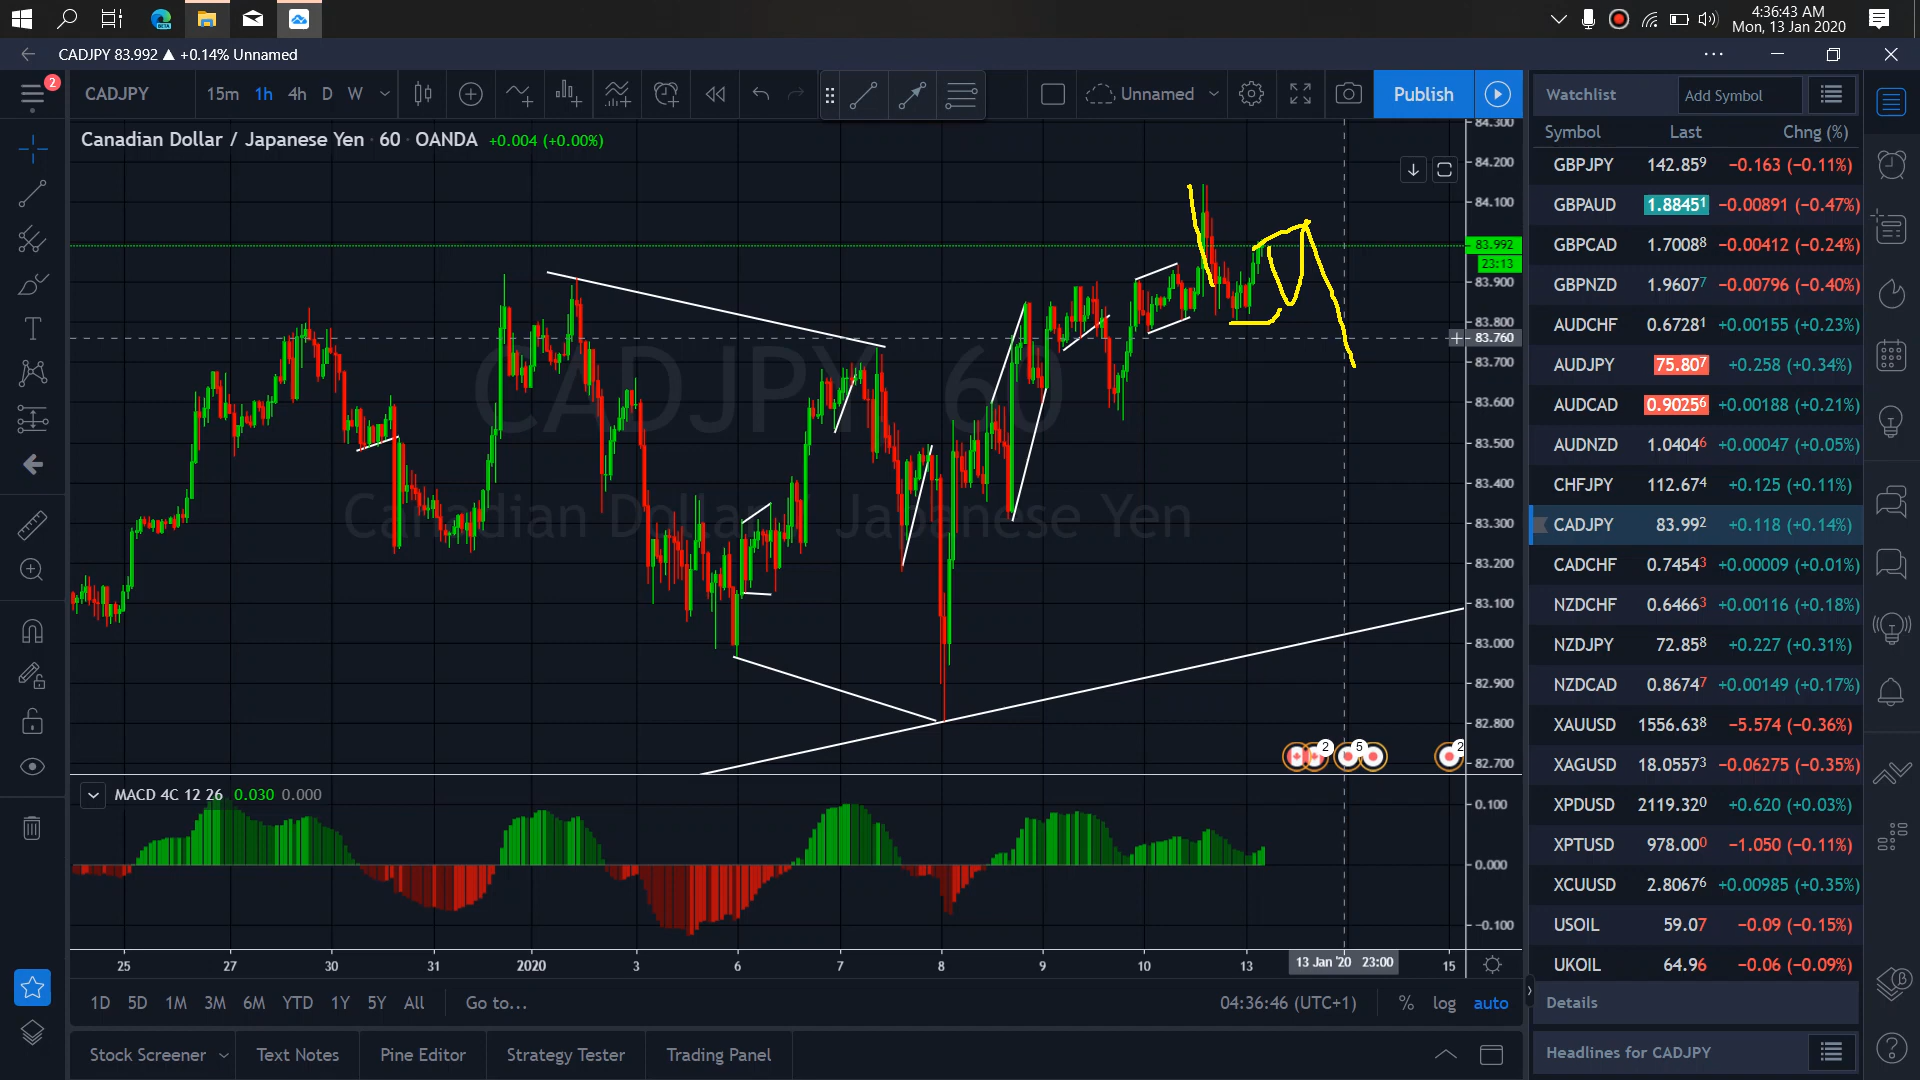 4:36:43 AM
Mon, 13 Jan 2020
CADJPY 83.992 ▲ +0.14% Unnamed
2
CADJPY 15m 1h 4h D W
Unnamed
Publish
Canadian Dollar / Japanese Yen · 60 · OANDA +0.004 (+0.00%)
CADJPY 60
Canadian Dollar / Japanese Yen
84.300
84.200
84.100
83.992
23:13
83.900
83.800
83.760
83.700
83.600
83.500
83.400
83.300
83.200
83.100
83.000
82.900
82.800
82.700
2 5 2
MACD 4C 12 26 0.030 0.000
0.100
0.000
−0.100
25 27 30 31 2020 3 6 7 8 9 10 13 13 Jan '20 23:00 15
1D 5D 1M 3M 6M YTD 1Y 5Y All Go to...
04:36:46 (UTC+1) % log auto
Stock Screener Text Notes Pine Editor Strategy Tester Trading Panel
Watchlist Add Symbol
Symbol Last Chng (%)
GBPJPY 142.859 −0.163 (−0.11%)
GBPAUD 1.88451 −0.00891 (−0.47%)
GBPCAD 1.70088 −0.00412 (−0.24%)
GBPNZD 1.96077 −0.00796 (−0.40%)
AUDCHF 0.67281 +0.00155 (+0.23%)
AUDJPY 75.807 +0.258 (+0.34%)
AUDCAD 0.90256 +0.00188 (+0.21%)
AUDNZD 1.04046 +0.00047 (+0.05%)
CHFJPY 112.674 +0.125 (+0.11%)
CADJPY 83.992 +0.118 (+0.14%)
CADCHF 0.74543 +0.00009 (+0.01%)
NZDCHF 0.64663 +0.00116 (+0.18%)
NZDJPY 72.858 +0.227 (+0.31%)
NZDCAD 0.86747 +0.00149 (+0.17%)
XAUUSD 1556.638 −5.574 (−0.36%)
XAGUSD 18.05573 −0.06275 (−0.35%)
XPDUSD 2119.320 +0.620 (+0.03%)
XPTUSD 978.000 −1.050 (−0.11%)
XCUUSD 2.80676 +0.00985 (+0.35%)
USOIL 59.07 −0.09 (−0.15%)
UKOIL 64.96 −0.06 (−0.09%)
Details
Headlines for CADJPY